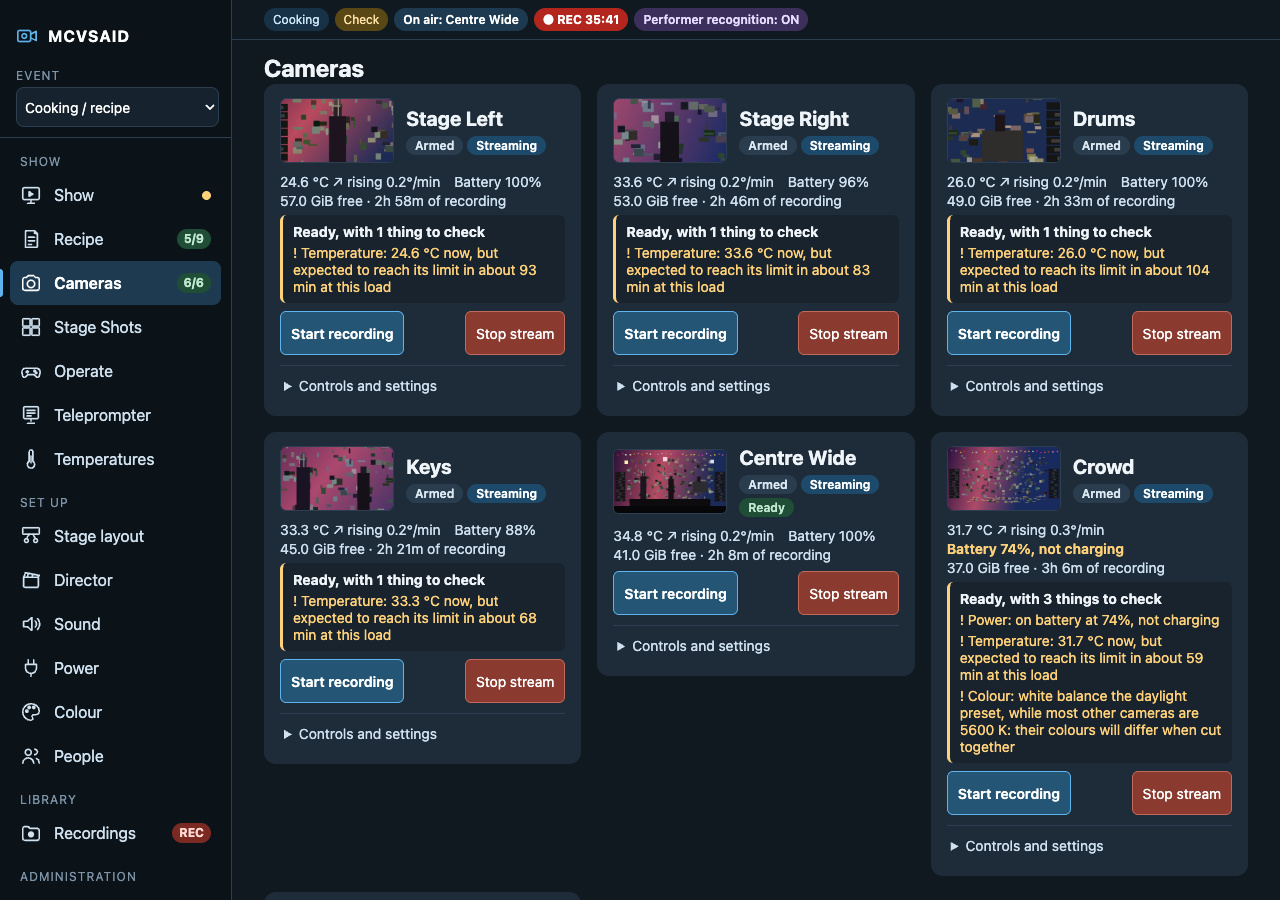 MCVSAID
EVENT
Cooking / recipe
SHOW
Show
Recipe 5/9
Cameras 6/6
Stage Shots
Operate
Teleprompter
Temperatures
SET UP
Stage layout
Director
Sound
Power
Colour
People
LIBRARY
Recordings REC
ADMINISTRATION
Cooking Check On air: Centre Wide REC 35:41 Performer recognition: ON
Cameras
Stage Left
Armed Streaming
24.6 °C ↗ rising 0.2°/min Battery 100%
57.0 GiB free · 2h 58m of recording
Ready, with 1 thing to check
! Temperature: 24.6 °C now, but
expected to reach its limit in about 93
min at this load
Start recording Stop stream
▶ Controls and settings
Stage Right
Armed Streaming
33.6 °C ↗ rising 0.2°/min Battery 96%
53.0 GiB free · 2h 46m of recording
Ready, with 1 thing to check
! Temperature: 33.6 °C now, but
expected to reach its limit in about 83
min at this load
Start recording Stop stream
▶ Controls and settings
Drums
Armed Streaming
26.0 °C ↗ rising 0.2°/min Battery 100%
49.0 GiB free · 2h 33m of recording
Ready, with 1 thing to check
! Temperature: 26.0 °C now, but
expected to reach its limit in about 104
min at this load
Start recording Stop stream
▶ Controls and settings
Keys
Armed Streaming
33.3 °C ↗ rising 0.2°/min Battery 88%
45.0 GiB free · 2h 21m of recording
Ready, with 1 thing to check
! Temperature: 33.3 °C now, but
expected to reach its limit in about 68
min at this load
Start recording Stop stream
▶ Controls and settings
Centre Wide
Armed Streaming
Ready
34.8 °C ↗ rising 0.2°/min Battery 100%
41.0 GiB free · 2h 8m of recording
Start recording Stop stream
▶ Controls and settings
Crowd
Armed Streaming
31.7 °C ↗ rising 0.3°/min
Battery 74%, not charging
37.0 GiB free · 3h 6m of recording
Ready, with 3 things to check
! Power: on battery at 74%, not charging
! Temperature: 31.7 °C now, but
expected to reach its limit in about 59
min at this load
! Colour: white balance the daylight
preset, while most other cameras are
5600 K: their colours will differ when cut
together
Start recording Stop stream
▶ Controls and settings